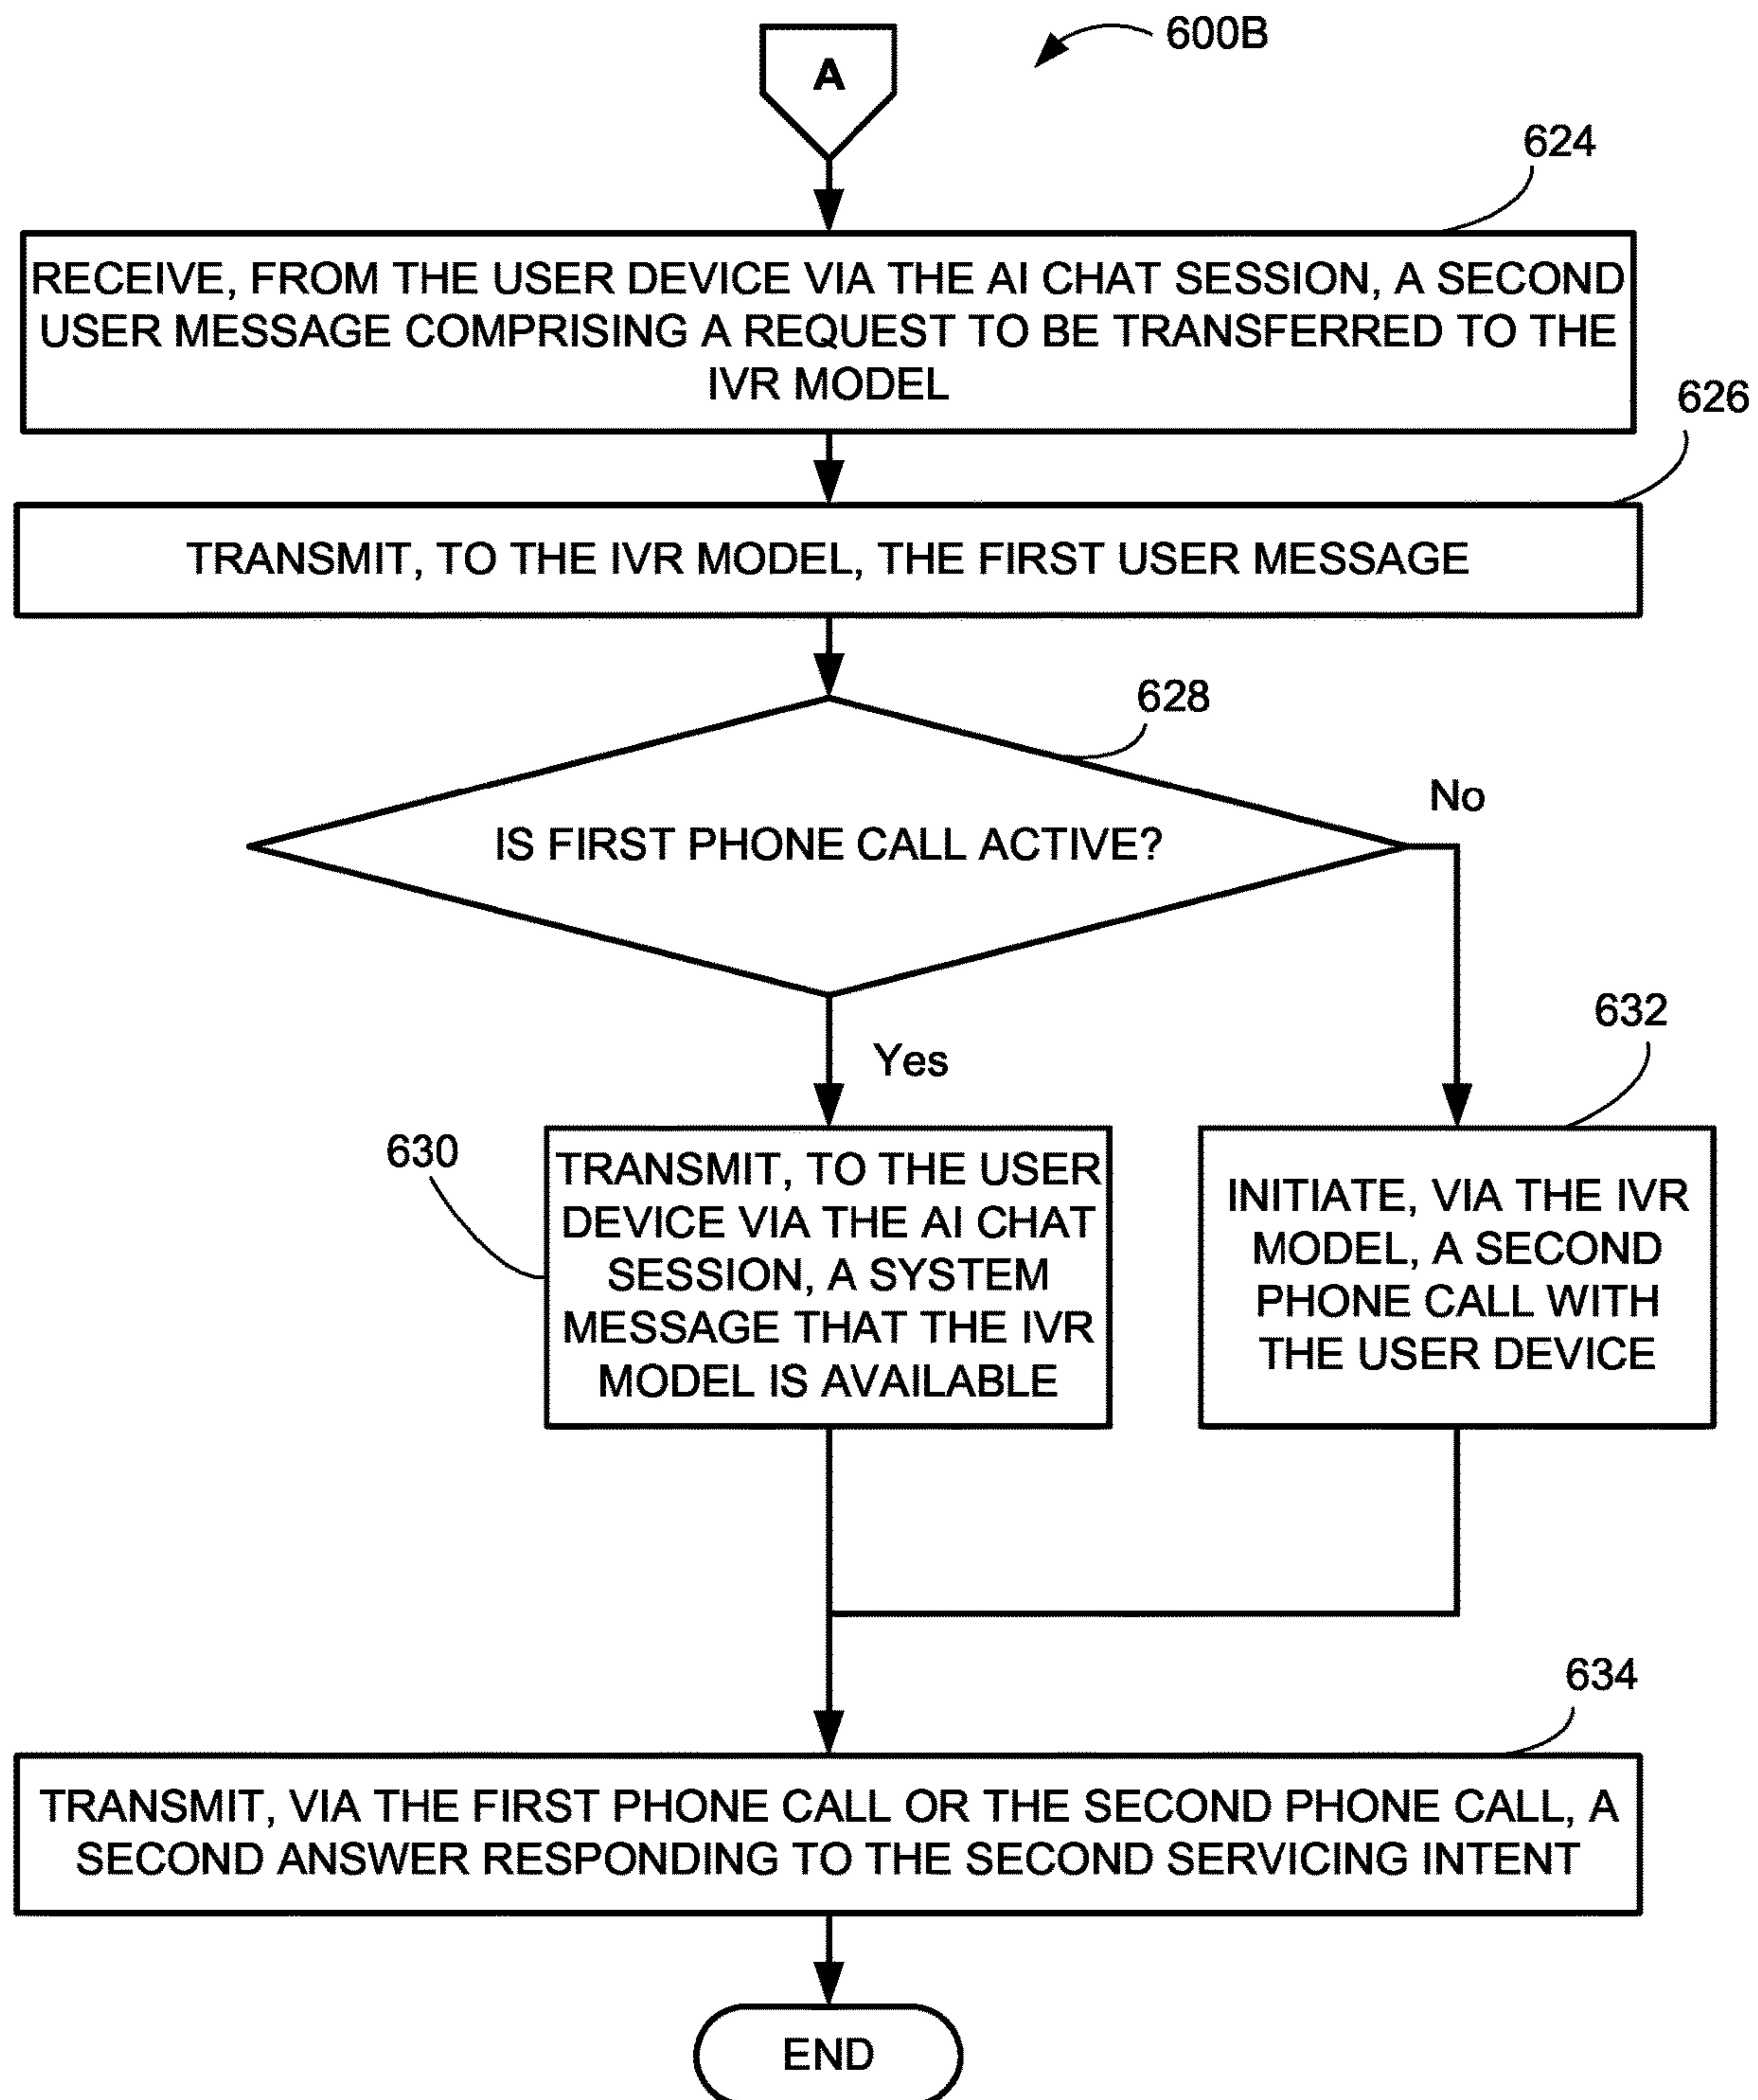 600B
A
624
RECEIVE, FROM THE USER DEVICE VIA THE AI CHAT SESSION, A SECOND
USER MESSAGE COMPRISING A REQUEST TO BE TRANSFERRED TO THE
IVR MODEL
626
TRANSMIT, TO THE IVR MODEL, THE FIRST USER MESSAGE
628
IS FIRST PHONE CALL ACTIVE?
No
Yes
630
TRANSMIT, TO THE USER
DEVICE VIA THE AI CHAT
SESSION, A SYSTEM
MESSAGE THAT THE IVR
MODEL IS AVAILABLE
632
INITIATE, VIA THE IVR
MODEL, A SECOND
PHONE CALL WITH
THE USER DEVICE
634
TRANSMIT, VIA THE FIRST PHONE CALL OR THE SECOND PHONE CALL, A
SECOND ANSWER RESPONDING TO THE SECOND SERVICING INTENT
END